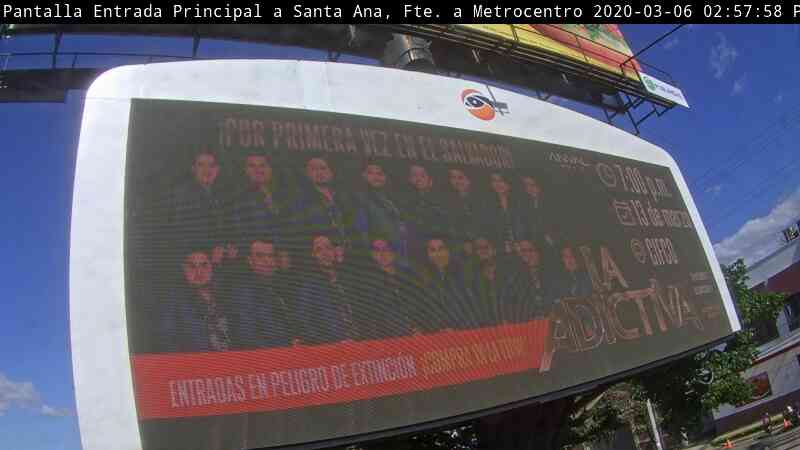 Pantalla Entrada Principal a Santa Ana, Fte. a Metrocentro 2020-03-06 02:57:58 P
¡POR PRIMERA VEZ EN EL SALVADOR!
7:00 p.m.
13 de marzo
CIFCO
LA
ADICTIVA
ENTRADAS EN PELIGRO DE EXTINCIÓN ¡COMPRA YA LA TUYA!